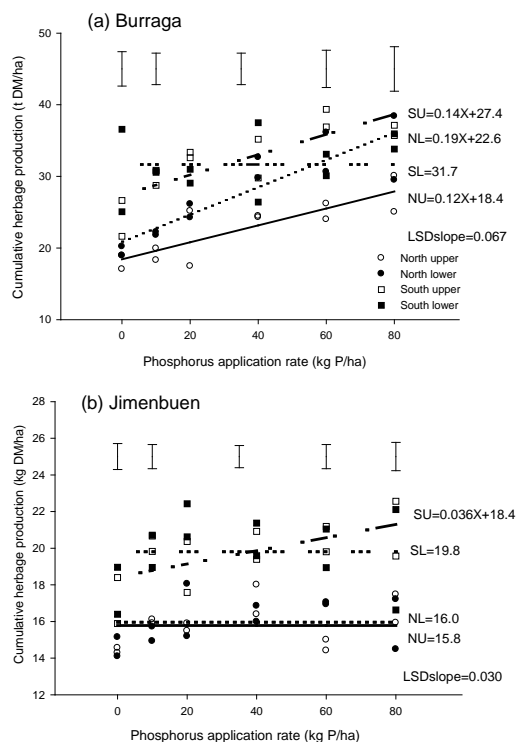 (a) Burraga
Cumulative herbage production (t DM/ha)
50
40
30
20
10
SU=0.14X+27.4
NL=0.19X+22.6
SL=31.7
NU=0.12X+18.4
LSDslope=0.067
North upper
North lower
South upper
South lower
0 10 20 40 60 80
Phosphorus application rate (kg P/ha)
(b) Jimenbuen
Cumulative herbage production (kg DM/ha)
26
24
22
20
18
16
14
12
SU=0.036X+18.4
SL=19.8
NL=16.0
NU=15.8
LSDslope=0.030
0 10 20 40 60 80
Phosphorus application rate (kg P/ha)